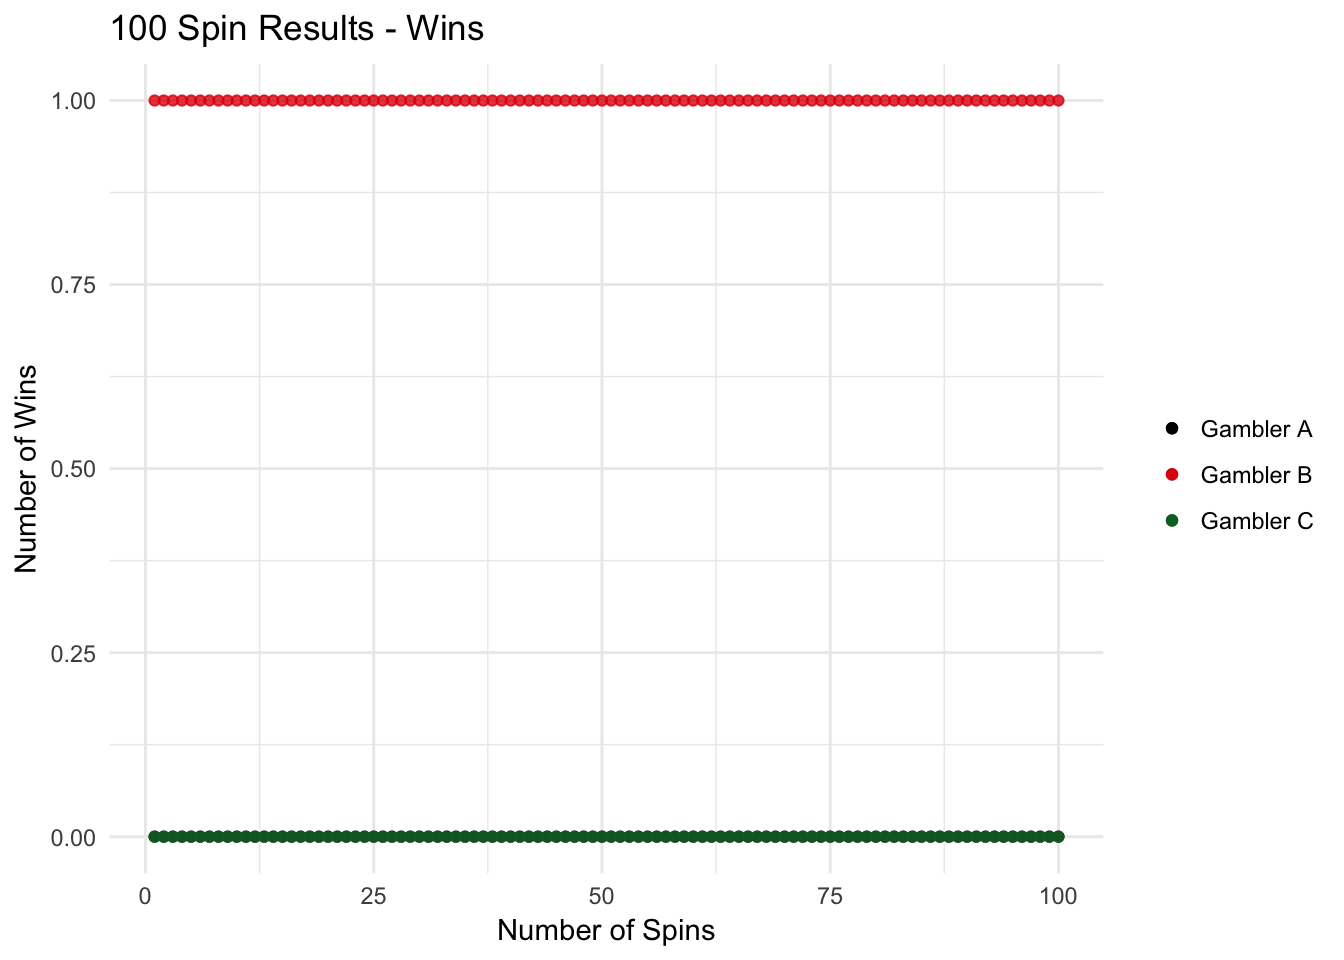 100 Spin Results - Wins
Number of Wins
1.00
0.75
0.50
0.25
0.00
0
25
50
75
100
Number of Spins
Gambler A
Gambler B
Gambler C